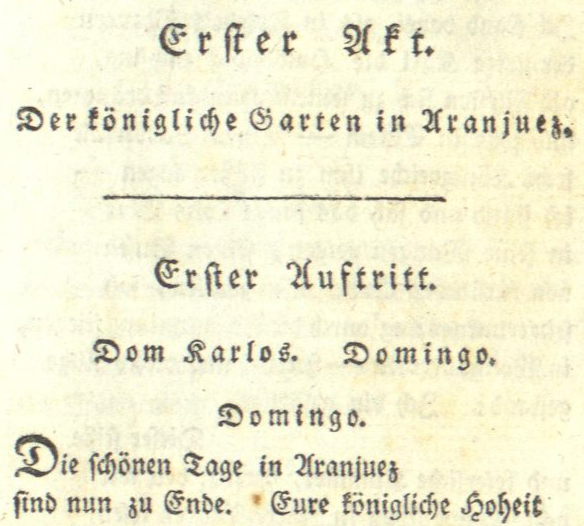 Erster Akt.
Der königliche Garten in Aranjuez.
Erster Auftritt.
Dom Karlos. Domingo.
Domingo.
Die schönen Tage in Aranjuez
sind nun zu Ende. Eure königliche Hoheit